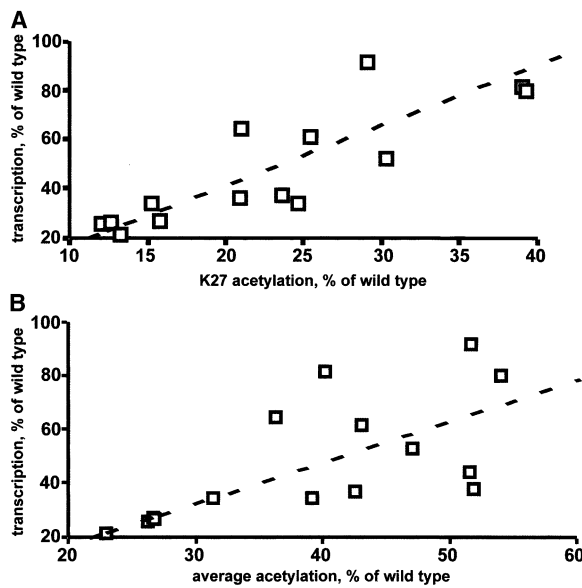 A
transcription, % of wild type
100
80
60
40
20
10 15 20 25 30 35 40
K27 acetylation, % of wild type
B
transcription, % of wild type
100
80
60
40
20
20 30 40 50 60
average acetylation, % of wild type